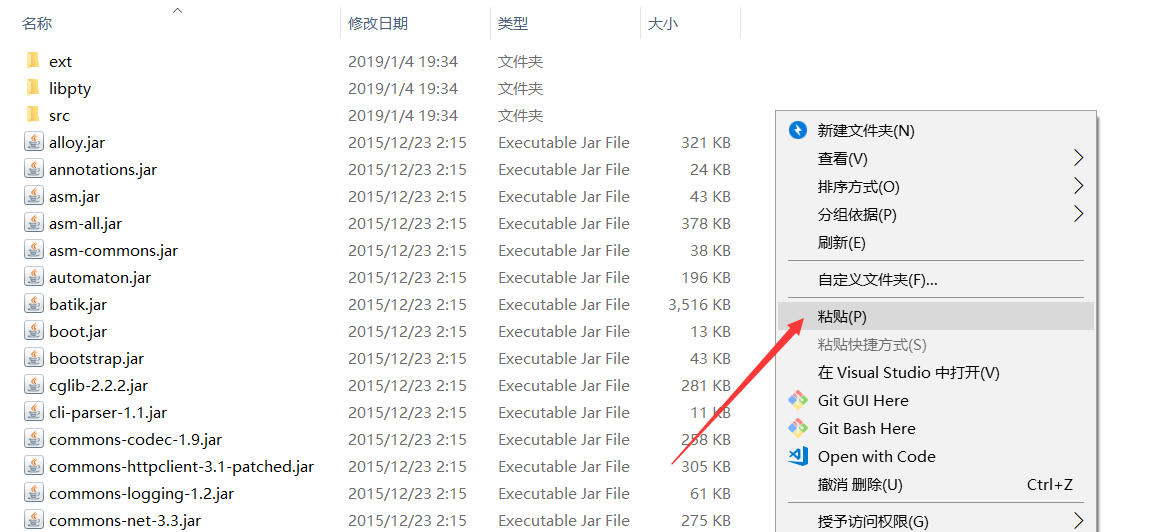 名称 修改日期 类型 大小
ext 2019/1/4 19:34 文件夹
libpty 2019/1/4 19:34 文件夹
src 2019/1/4 19:34 文件夹
alloy.jar 2015/12/23 2:15 Executable Jar File 321 KB
annotations.jar 2015/12/23 2:15 Executable Jar File 24 KB
asm.jar 2015/12/23 2:15 Executable Jar File 43 KB
asm-all.jar 2015/12/23 2:15 Executable Jar File 378 KB
asm-commons.jar 2015/12/23 2:15 Executable Jar File 38 KB
automaton.jar 2015/12/23 2:15 Executable Jar File 196 KB
batik.jar 2015/12/23 2:15 Executable Jar File 3,516 KB
boot.jar 2015/12/23 2:15 Executable Jar File 13 KB
bootstrap.jar 2015/12/23 2:15 Executable Jar File 43 KB
cglib-2.2.2.jar 2015/12/23 2:15 Executable Jar File 281 KB
cli-parser-1.1.jar 2015/12/23 2:15 Executable Jar File 11 KB
commons-codec-1.9.jar 2015/12/23 2:15 Executable Jar File 258 KB
commons-httpclient-3.1-patched.jar 2015/12/23 2:15 Executable Jar File 305 KB
commons-logging-1.2.jar 2015/12/23 2:15 Executable Jar File 61 KB
commons-net-3.3.jar 2015/12/23 2:15 Executable Jar File 275 KB
新建文件夹(N)
查看(V)
排序方式(O)
分组依据(P)
刷新(E)
自定义文件夹(F)...
粘贴(P)
粘贴快捷方式(S)
在 Visual Studio 中打开(V)
Git GUI Here
Git Bash Here
Open with Code
撤消 删除(U) Ctrl+Z
授予访问权限(G)